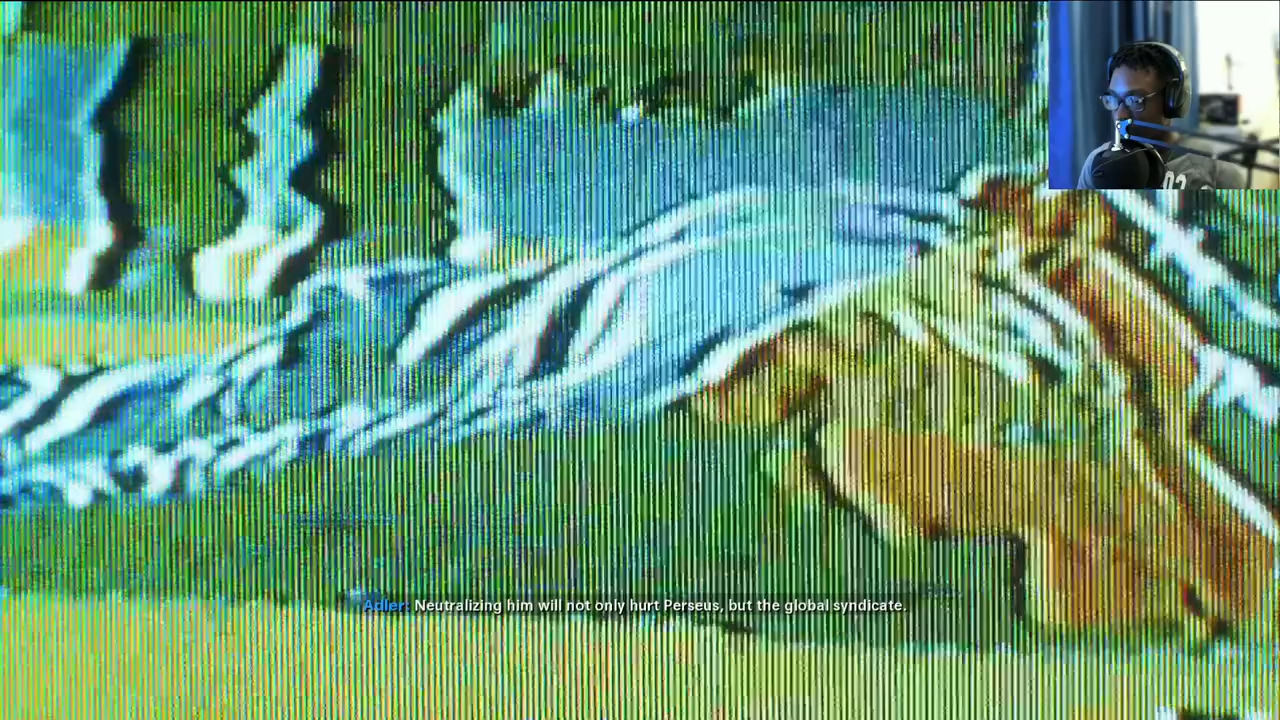 Adler: Neutralizing him will not only hurt Perseus, but the global syndicate.